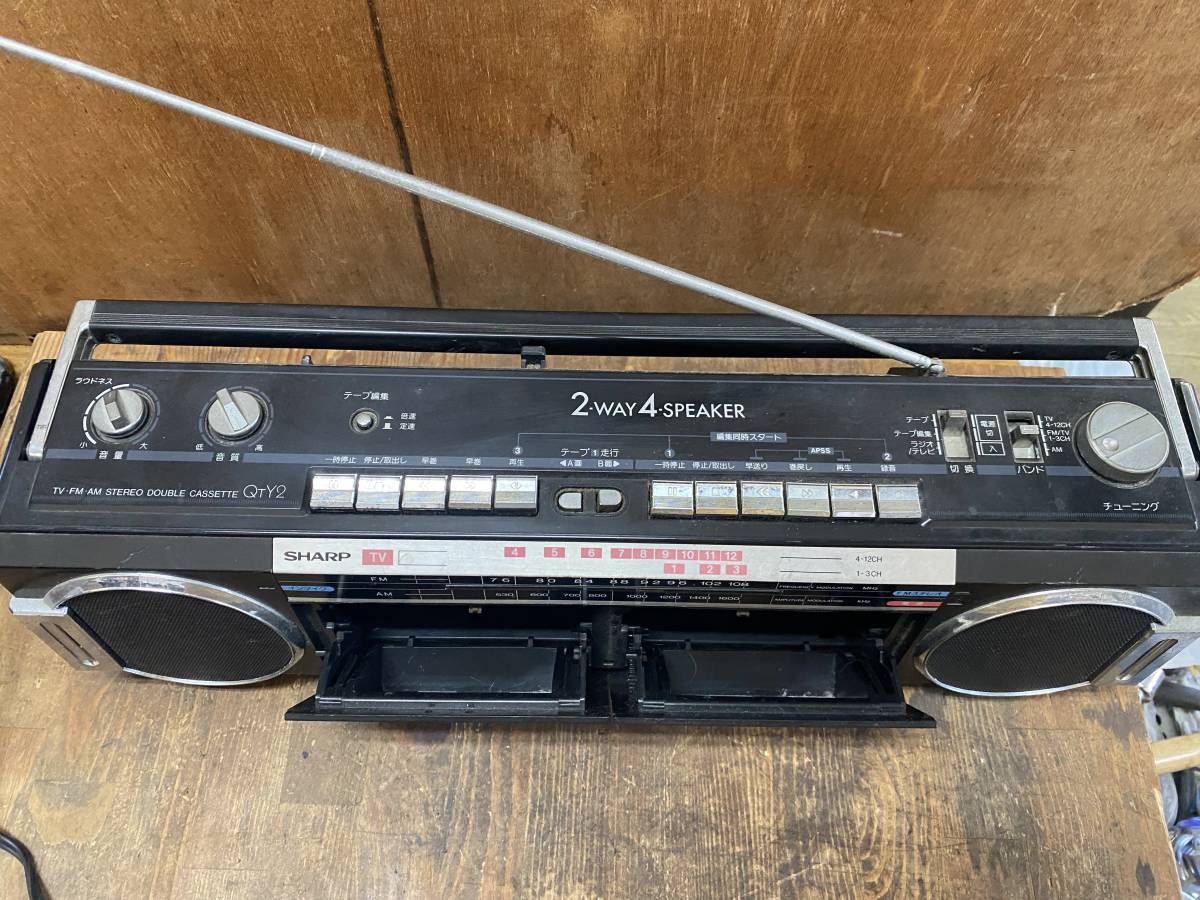 ラウドネス
小 大
音量
低 高
音質
テープ編集
倍速
定速
2-WAY 4-SPEAKER
一時停止 停止/取出し 早巻 早巻 再生
③
テープ 1 走行
◀A面 B面▶
編集同時スタート
① APSS ②
一時停止 停止/取出し 早送り 巻戻し 再生 録音
テープ
テープ編集
ラジオ/テレビ
電源
切
入
切換
TV 4-12CH
FM/TV 1-3CH
AM
バンド
チューニング
TV·FM·AM STEREO DOUBLE CASSETTE QTY2
SHARP TV 4 5 6 7 8 9 10 11 12 4-12CH
1 2 3 1-3CH
FM 76 80 84 88 92 96 102 108 FREQUENCY MODULATION MHz
AM 530 600 700 800 1000 1200 1400 1600 AMPLITUDE MODULATION kHz